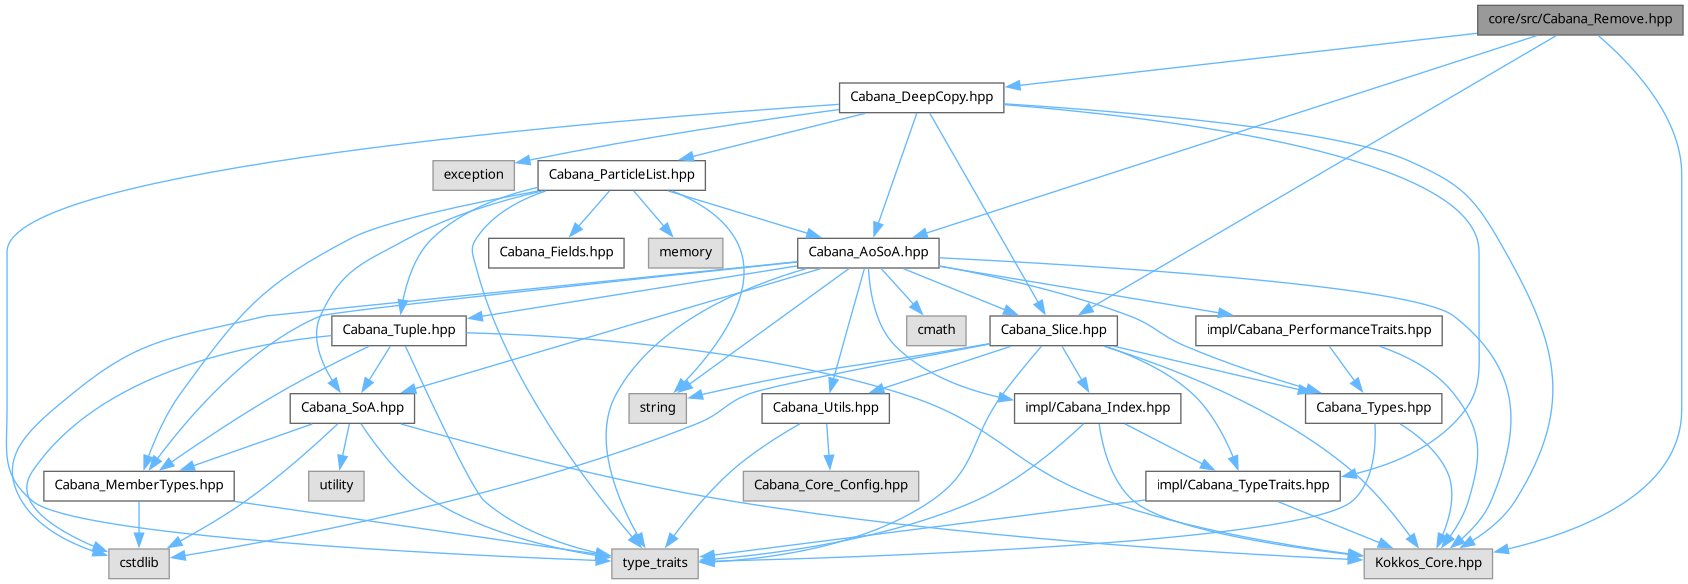 core/src/Cabana_Remove.hpp
Cabana_DeepCopy.hpp
exception
Cabana_ParticleList.hpp
Cabana_Fields.hpp
memory
Cabana_AoSoA.hpp
Cabana_Tuple.hpp
cmath
Cabana_Slice.hpp
impl/Cabana_PerformanceTraits.hpp
Cabana_SoA.hpp
string
Cabana_Utils.hpp
impl/Cabana_Index.hpp
Cabana_Types.hpp
Cabana_MemberTypes.hpp
utility
Cabana_Core_Config.hpp
impl/Cabana_TypeTraits.hpp
cstdlib
type_traits
Kokkos_Core.hpp